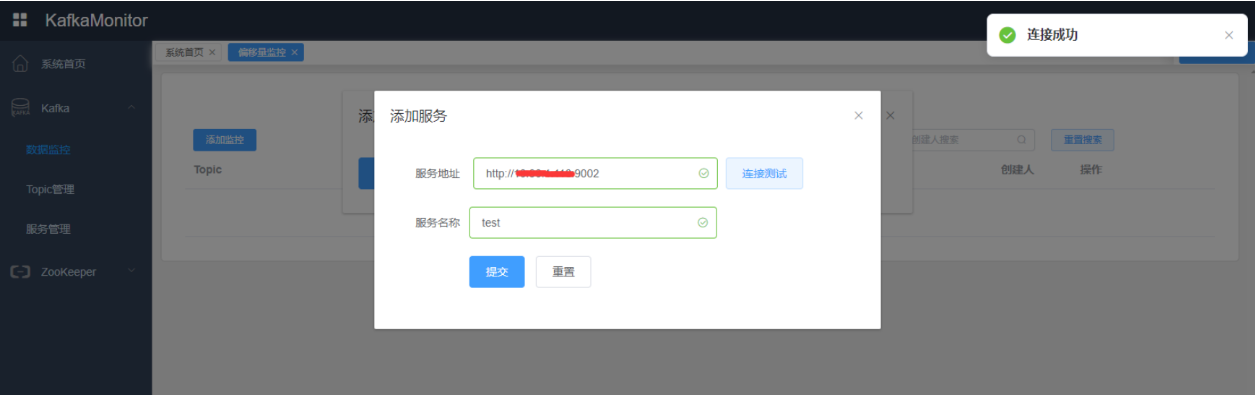 KafkaMonitor
连接成功
系统首页
偏移量监控
系统首页
Kafka
数据监控
Topic管理
服务管理
ZooKeeper
添加监控
创建人搜索
重置搜索
Topic
创建人
操作
添
添加服务
服务地址
http://
9002
连接测试
服务名称
test
提交
重置